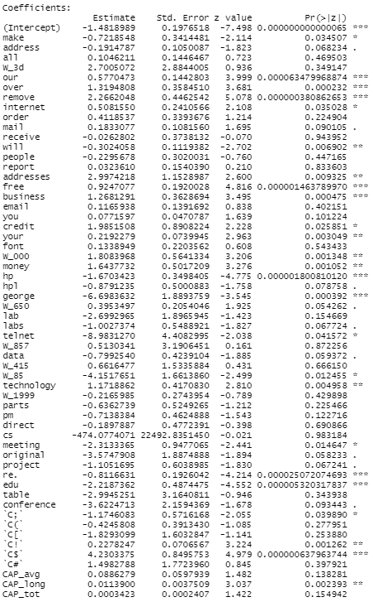 Coefficients:
Estimate Std. Error z value Pr(>|z|)
(Intercept) -1.4818989 0.1976518 -7.498 0.000000000000065 ***
make -0.7218548 0.3414481 -2.114 0.034507 *
address -0.1914787 0.1050087 -1.823 0.068234 .
all 0.1046211 0.1446467 0.723 0.469503
W_3d 2.7005072 2.8844005 0.936 0.349147
our 0.5770473 0.1442803 3.999 0.000063479968874 ***
over 1.3194808 0.3584510 3.681 0.000232 ***
remove 2.2662048 0.4462542 5.078 0.000000380862653 ***
internet 0.5081550 0.2410566 2.108 0.035028 *
order 0.4118537 0.3393676 1.214 0.224904
mail 0.1833077 0.1081560 1.695 0.090105 .
receive -0.0262802 0.3738132 -0.070 0.943952
will -0.3024058 0.1119382 -2.702 0.006902 **
people -0.2295678 0.3020031 -0.760 0.447165
report 0.0323610 0.1540390 0.210 0.833603
addresses 2.9974218 1.1528987 2.600 0.009325 **
free 0.9247077 0.1920028 4.816 0.000001463789970 ***
business 1.2681291 0.3628694 3.495 0.000475 ***
email 0.1165938 0.1391692 0.838 0.402151
you 0.0771597 0.0470787 1.639 0.101224
credit 1.9851508 0.8908224 2.228 0.025851 *
your 0.2192279 0.0739945 2.963 0.003049 **
font 0.1338949 0.2203562 0.608 0.543433
W_000 1.8083968 0.5641334 3.206 0.001348 **
money 1.6437732 0.5017209 3.276 0.001052 **
hp -1.6703423 0.3498405 -4.775 0.000001800810120 ***
hpl -0.8791235 0.5000883 -1.758 0.078758 .
george -6.6983632 1.8893759 -3.545 0.000392 ***
W_650 0.3953497 0.2054046 1.925 0.054262 .
lab -2.6992965 1.8965945 -1.423 0.154669
labs -1.0027374 0.5488921 -1.827 0.067724 .
telnet -8.9831270 4.4082995 -2.038 0.041572 *
W_857 0.5130341 3.1906451 0.161 0.872256
data -0.7992540 0.4239104 -1.885 0.059372 .
W_415 0.6616477 1.5335884 0.431 0.666150
W_85 -4.1517651 1.6613860 -2.499 0.012455 *
technology 1.1718862 0.4170830 2.810 0.004958 **
W_1999 -0.2165985 0.2743954 -0.789 0.429898
parts -0.6362739 0.5249265 -1.212 0.225466
pm -0.7138384 0.4624888 -1.543 0.122716
direct -0.1897887 0.4772391 -0.398 0.690866
cs -474.0774071 22492.8351450 -0.021 0.983184
meeting -2.3133365 0.9477065 -2.441 0.014647 *
original -3.5747908 1.8874888 -1.894 0.058233 .
project -1.1051695 0.6038985 -1.830 0.067241 .
re. -0.8116631 0.1926042 -4.214 0.000025072074693 ***
edu -2.2187362 0.4874475 -4.552 0.000005320317837 ***
table -2.9945251 3.1640811 -0.946 0.343938
conference -3.6224713 2.1594369 -1.678 0.093443 .
`C;` -1.1746083 0.5716168 -2.055 0.039890 *
`C(` -0.4245808 0.3913430 -1.085 0.277951
`C[` -1.8293099 1.6032847 -1.141 0.253880
`C!` 0.2278247 0.0706567 3.224 0.001262 **
`C$` 4.2303375 0.8495753 4.979 0.000000637963744 ***
`C#` 1.4982788 1.7723960 0.845 0.397921
CAP_avg 0.0886279 0.0597939 1.482 0.138281
CAP_long 0.0113900 0.0037509 3.037 0.002393 **
CAP_tot 0.0003423 0.0002407 1.422 0.154942